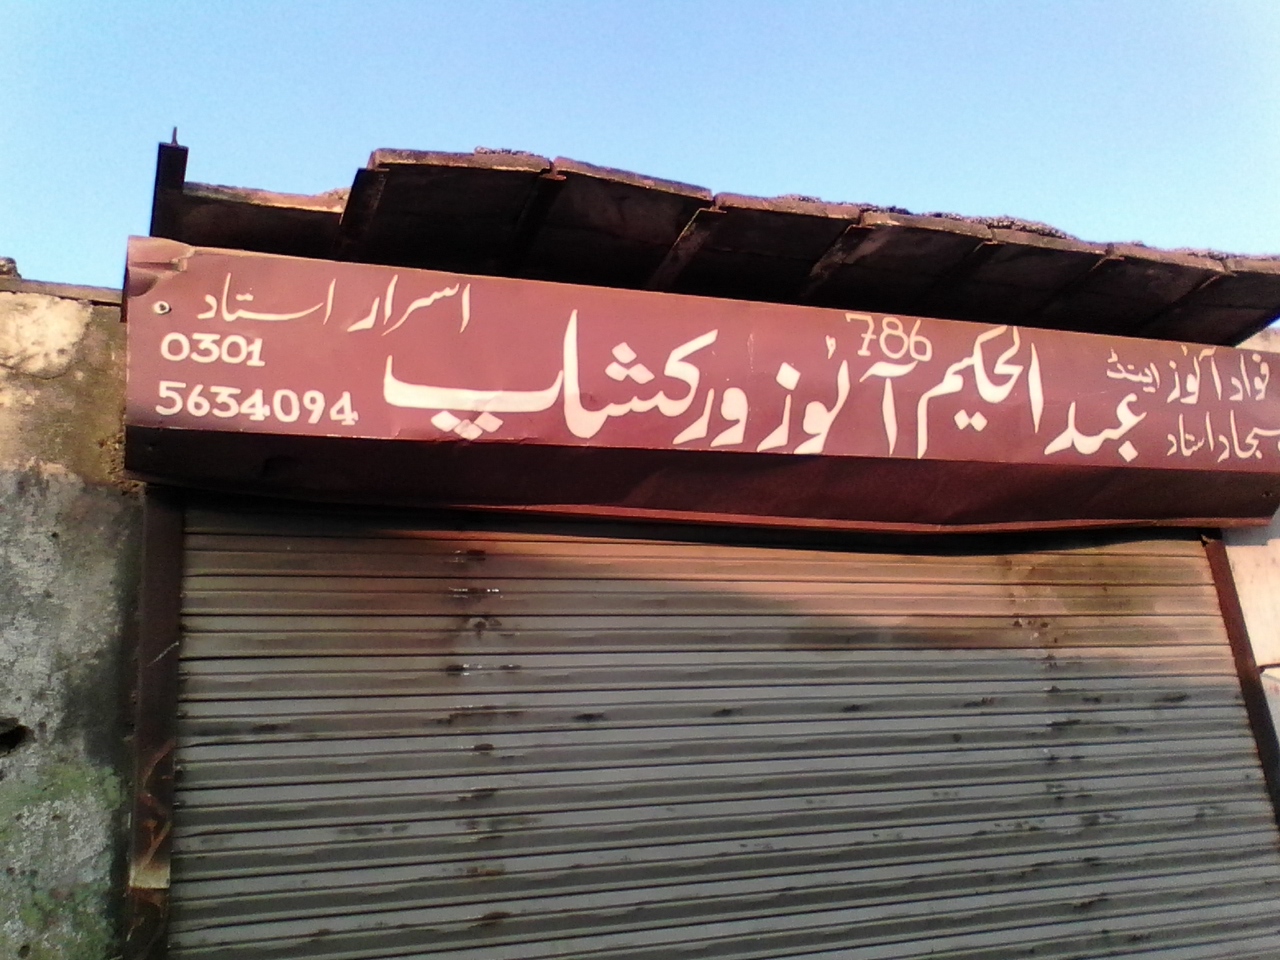 786
فواد آٹوز اینڈ
سجاد استاد
عبدالحکیم آٹوز ورکشاپ
اسرار استاد
0301
5634094